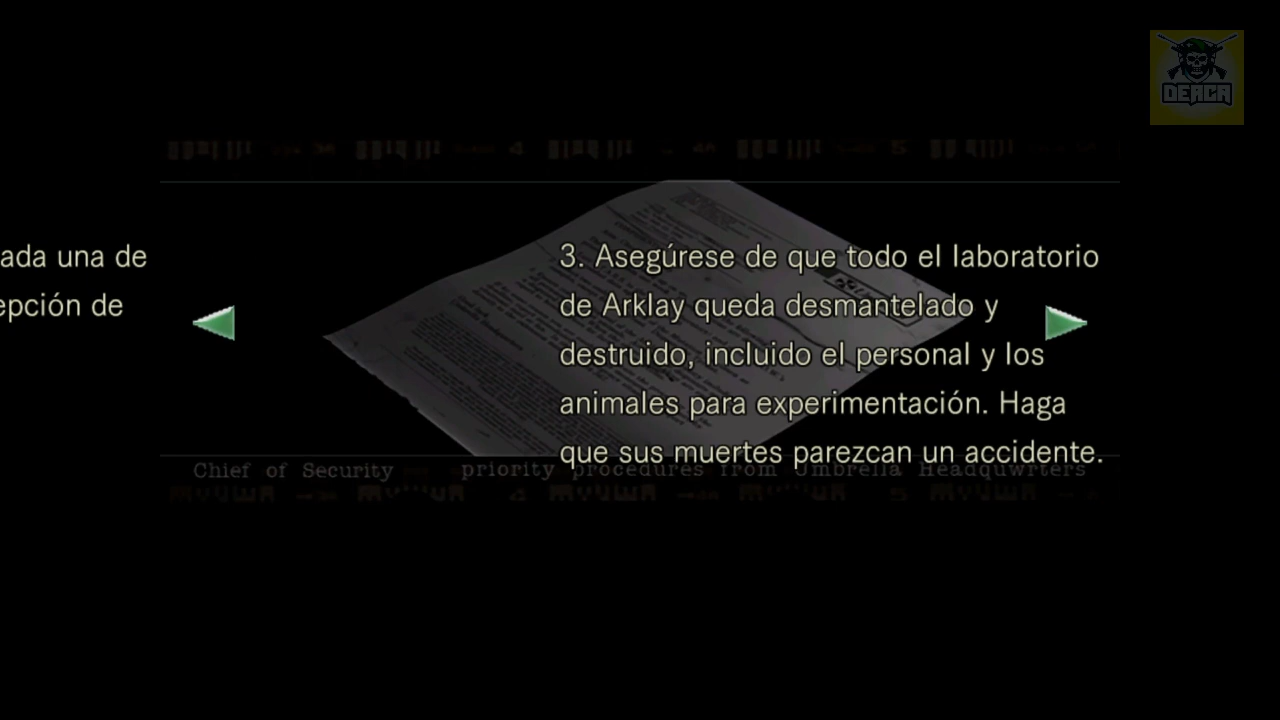 DEACR
ada una de
epción de
3. Asegúrese de que todo el laboratorio
de Arklay queda desmantelado y
destruido, incluido el personal y los
animales para experimentación. Haga
que sus muertes parezcan un accidente.
Chief of Security priority procedures from Umbrella Headquwrters